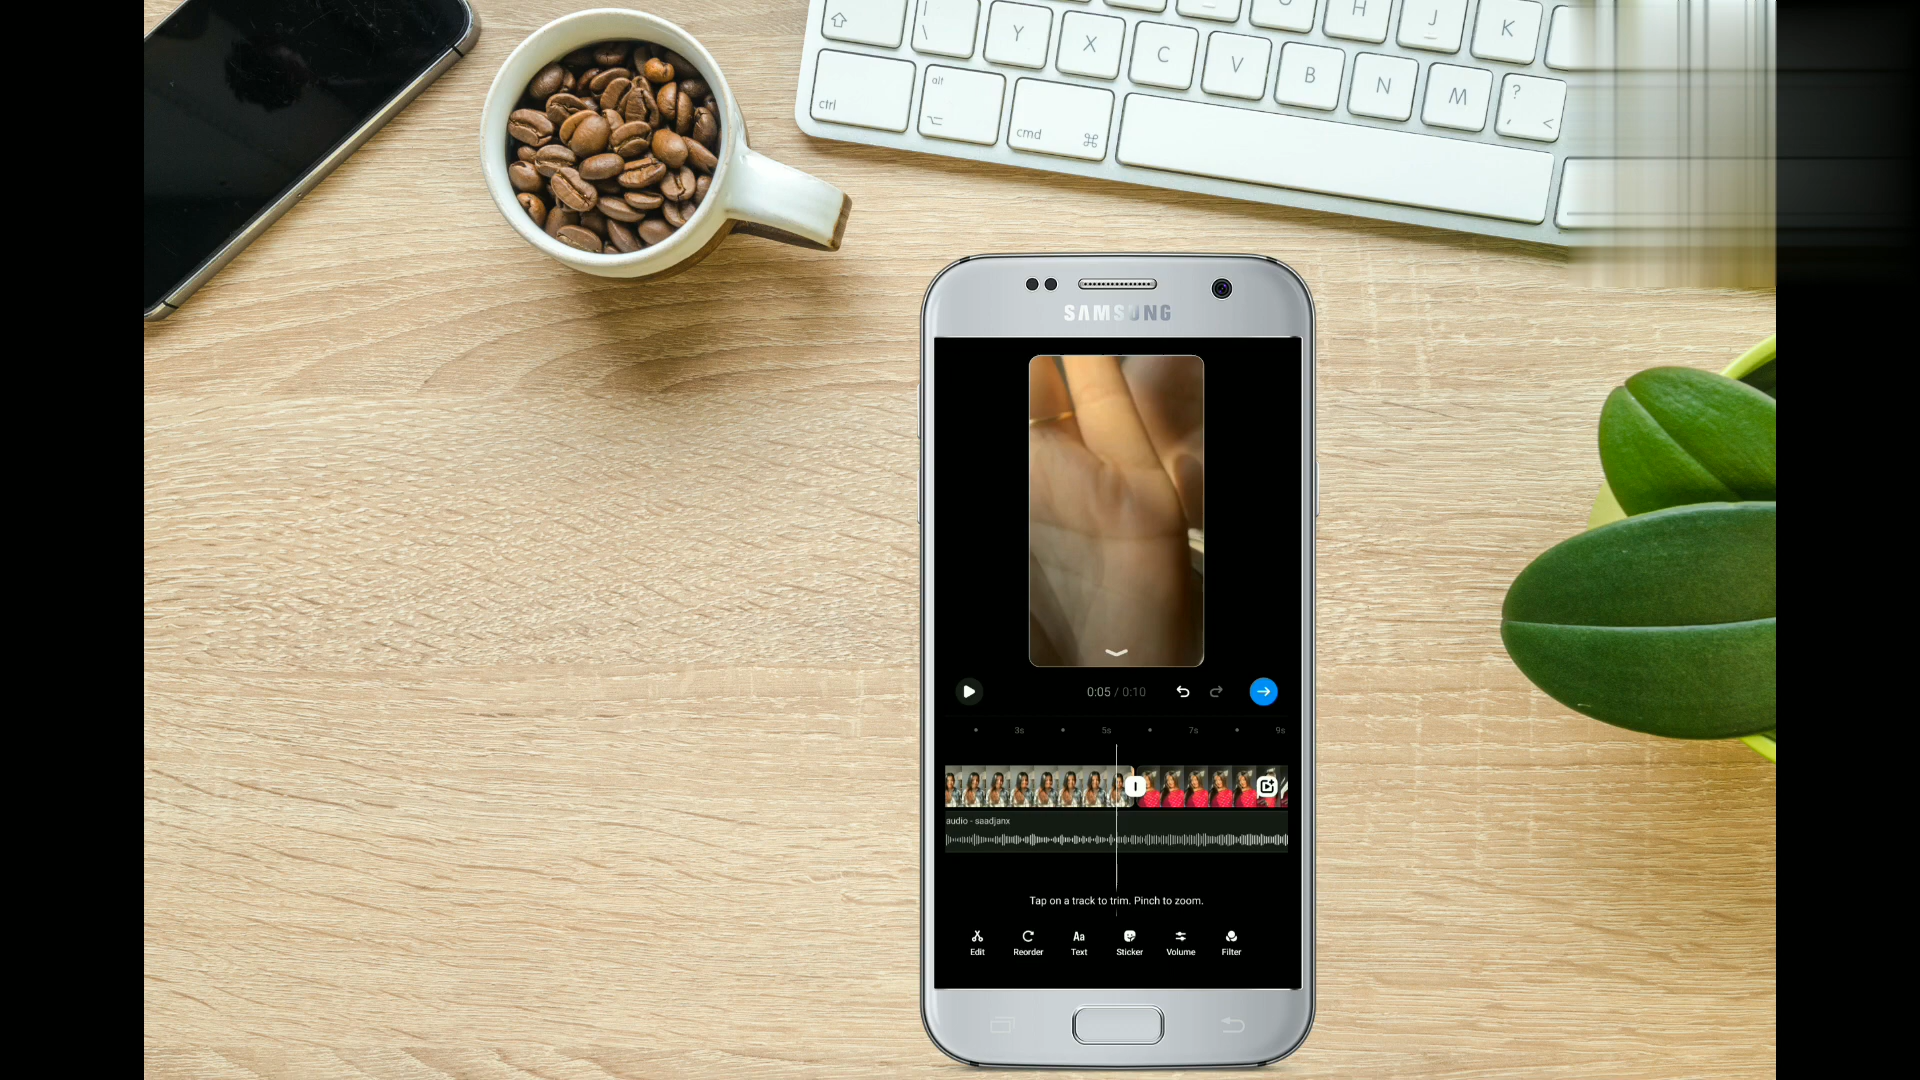 Y X C V B N M ?
H J K
ctrl alt cmd ⌘ , <
SAMSUNG
0:05 / 0:10
3s 5s 7s 9s
audio - saadjanx
Tap on a track to trim. Pinch to zoom.
Edit Reorder Text Sticker Volume Filter
Aa